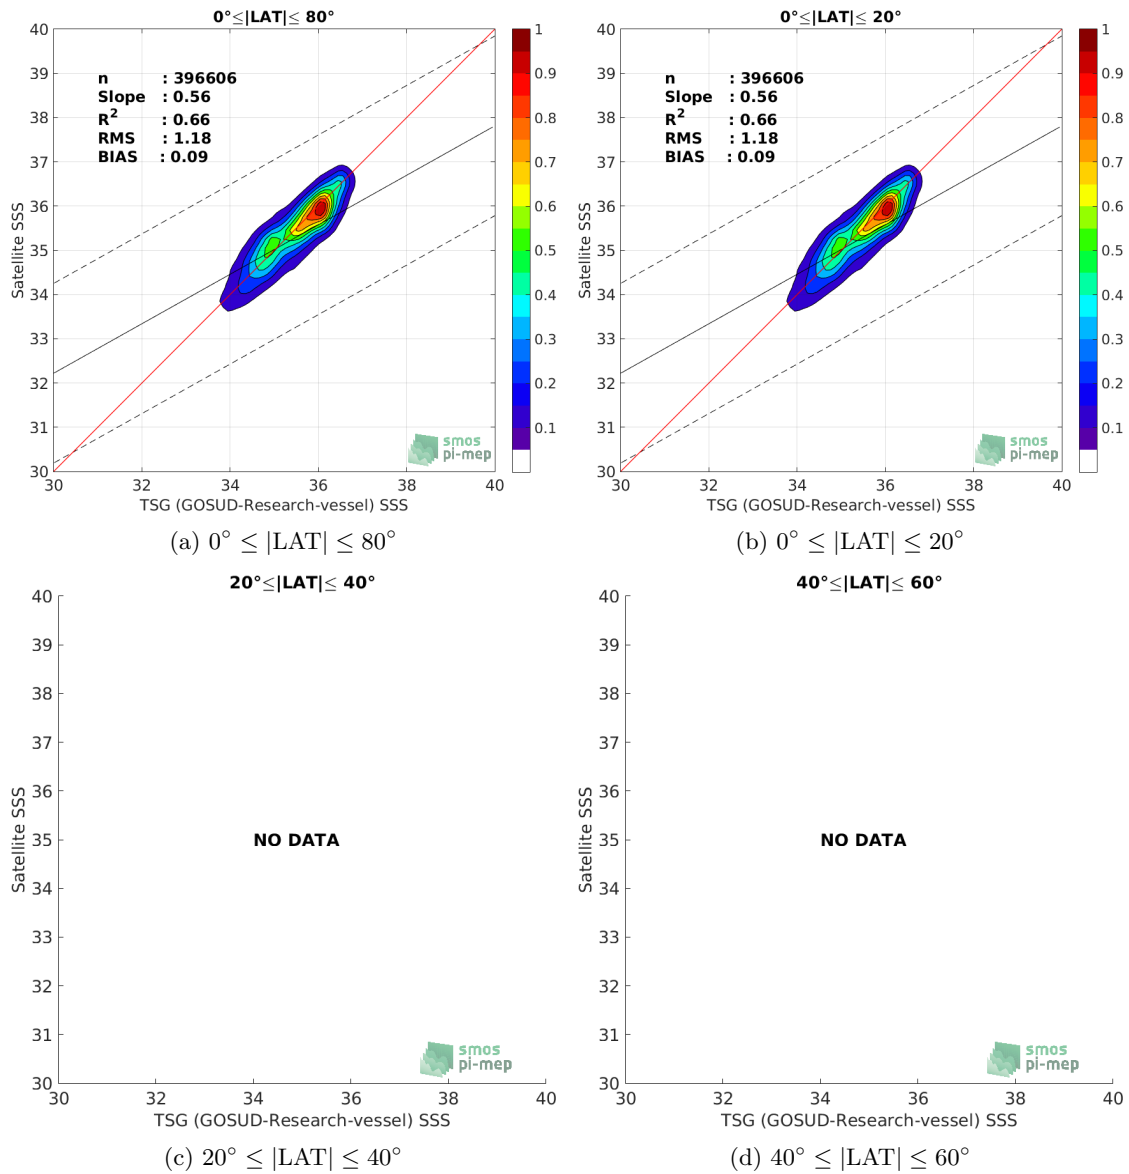 0°≤|LAT|≤ 80°
n : 396606
Slope : 0.56
R2 : 0.66
RMS : 1.18
BIAS : 0.09
Satellite SSS
40
39
38
37
36
35
34
33
32
31
30
30 32 34 36 38 40
TSG (GOSUD-Research-vessel) SSS
1
0.9
0.8
0.7
0.6
0.5
0.4
0.3
0.2
0.1
smos
pi-mep
(a) 0° ≤ |LAT| ≤ 80°
0°≤|LAT|≤ 20°
n : 396606
Slope : 0.56
R2 : 0.66
RMS : 1.18
BIAS : 0.09
Satellite SSS
40
39
38
37
36
35
34
33
32
31
30
30 32 34 36 38 40
TSG (GOSUD-Research-vessel) SSS
1
0.9
0.8
0.7
0.6
0.5
0.4
0.3
0.2
0.1
smos
pi-mep
(b) 0° ≤ |LAT| ≤ 20°
20°≤|LAT|≤ 40°
Satellite SSS
40
39
38
37
36
35
34
33
32
31
30
NO DATA
30 32 34 36 38 40
TSG (GOSUD-Research-vessel) SSS
smos
pi-mep
(c) 20° ≤ |LAT| ≤ 40°
40°≤|LAT|≤ 60°
Satellite SSS
40
39
38
37
36
35
34
33
32
31
30
NO DATA
30 32 34 36 38 40
TSG (GOSUD-Research-vessel) SSS
smos
pi-mep
(d) 40° ≤ |LAT| ≤ 60°